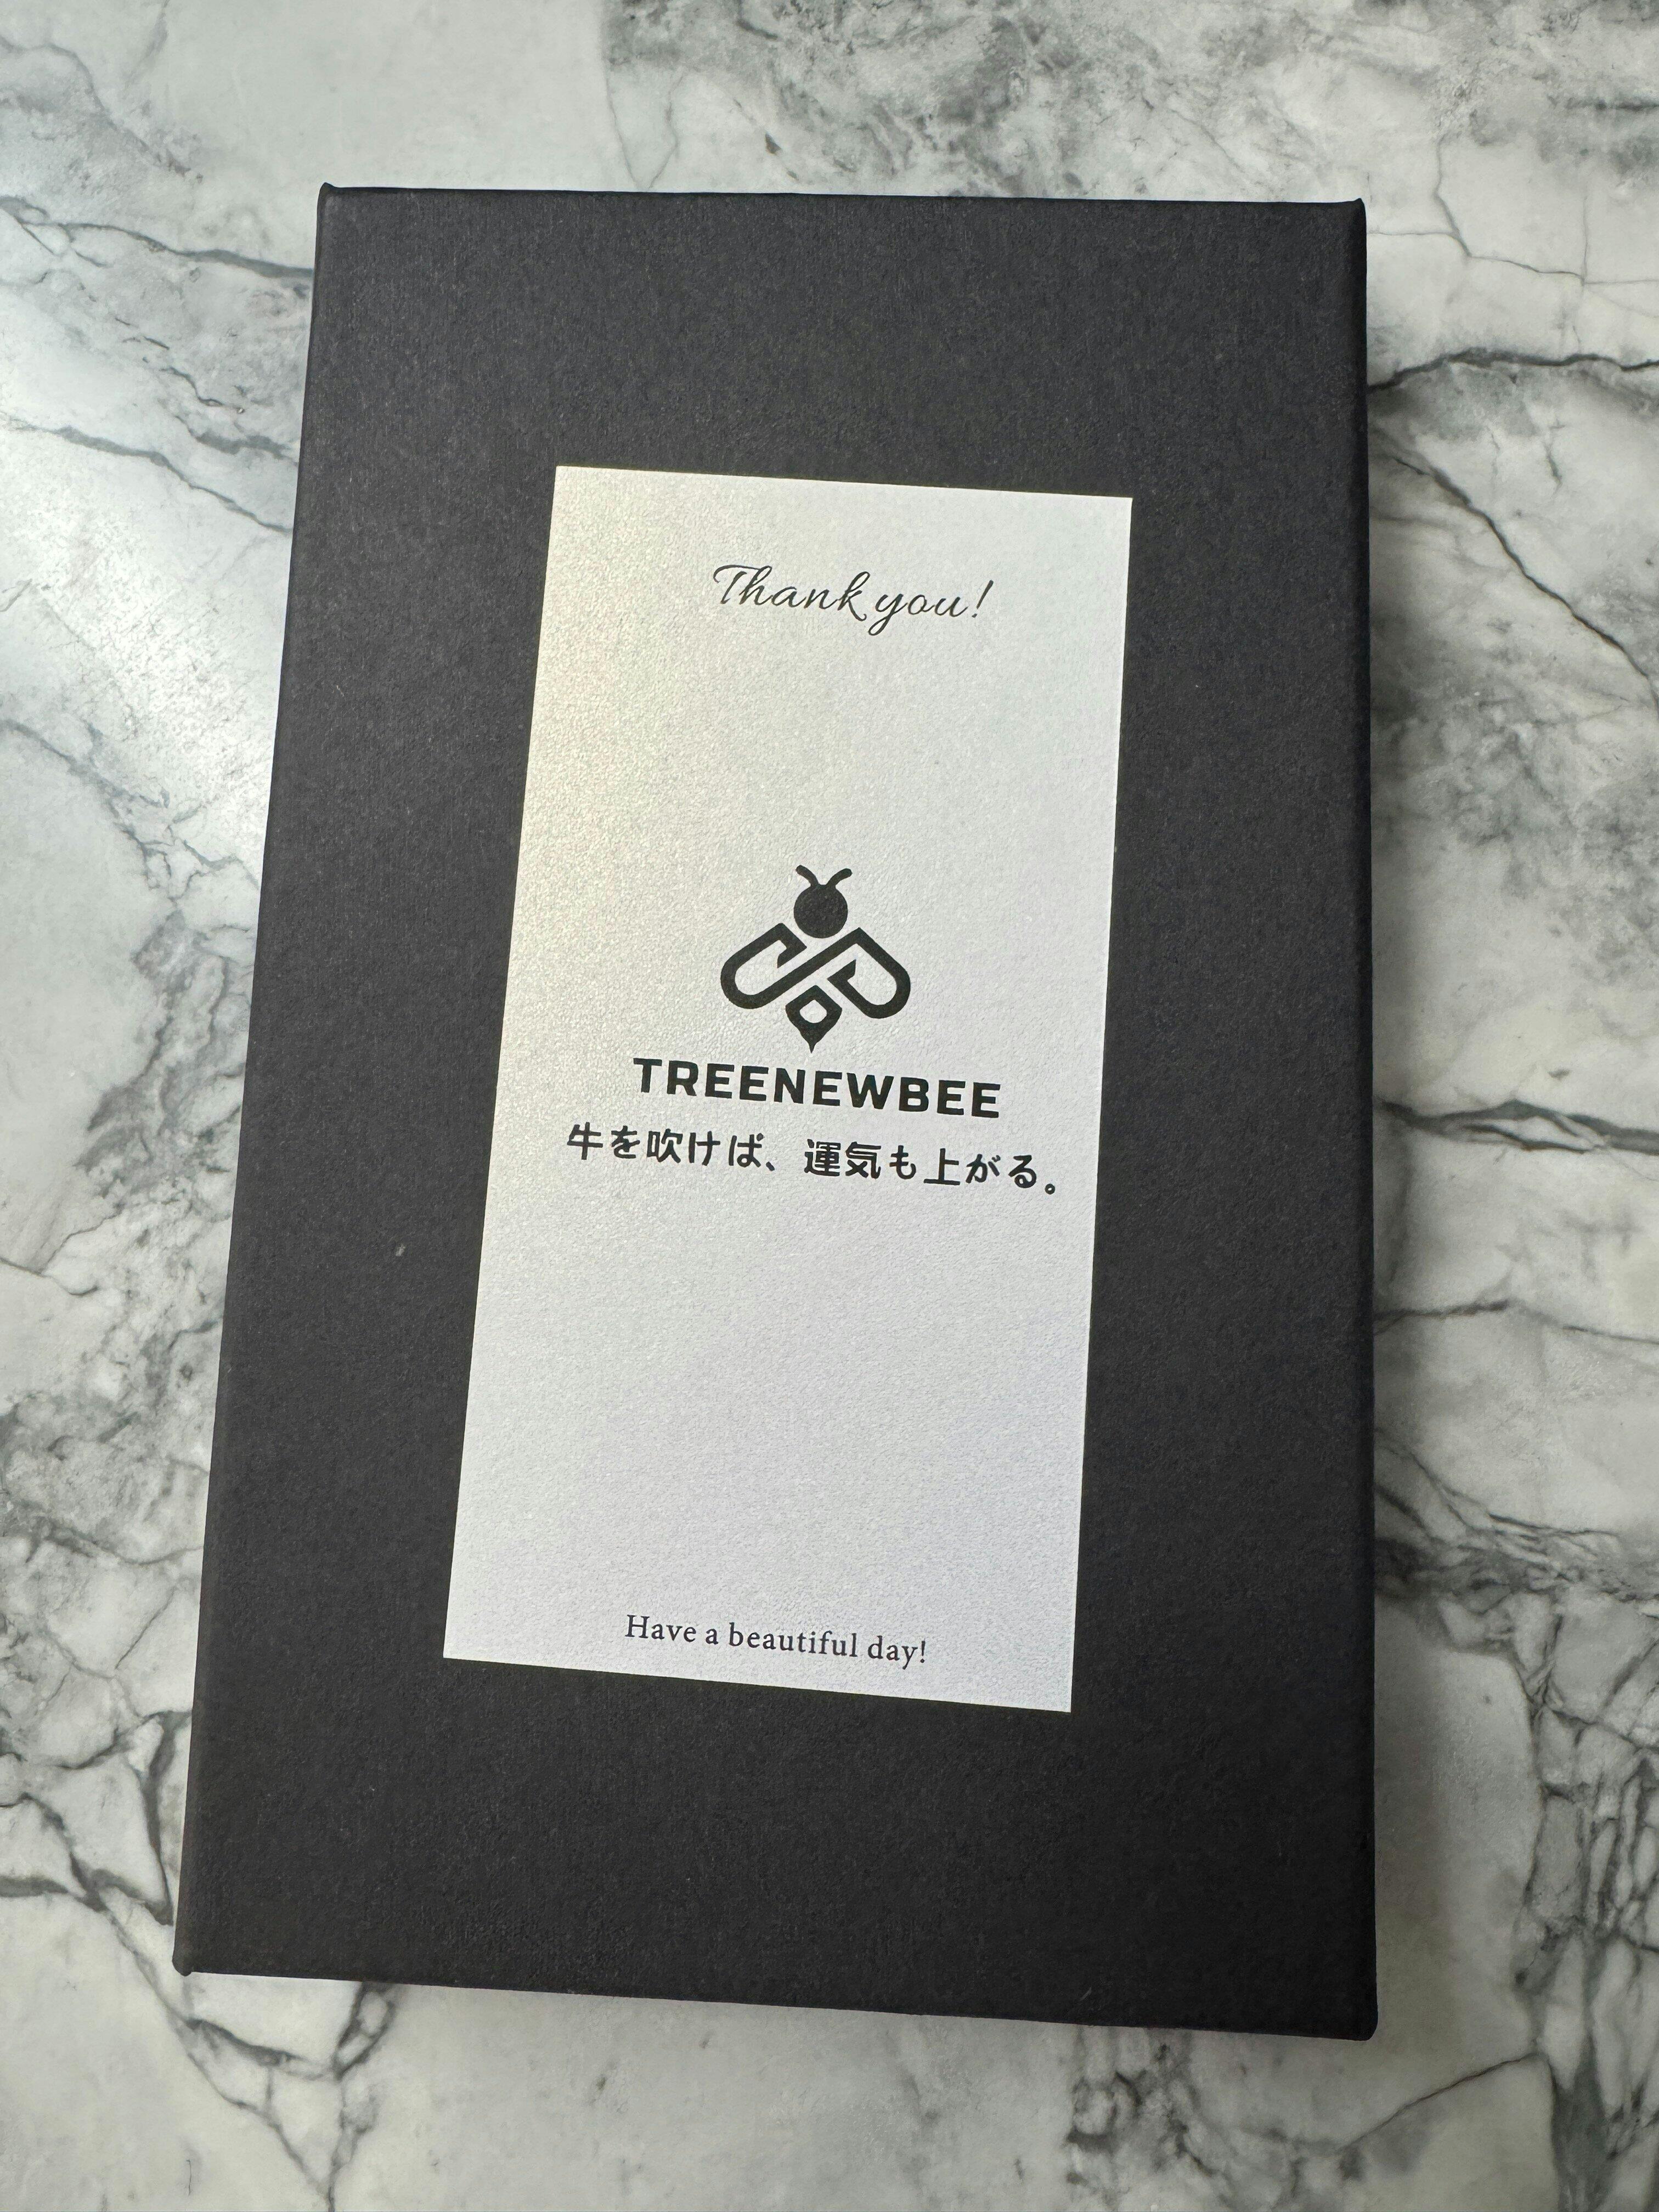 Thank you!
TREENEWBEE
牛を吹けば、運気も上がる。
Have a beautiful day!